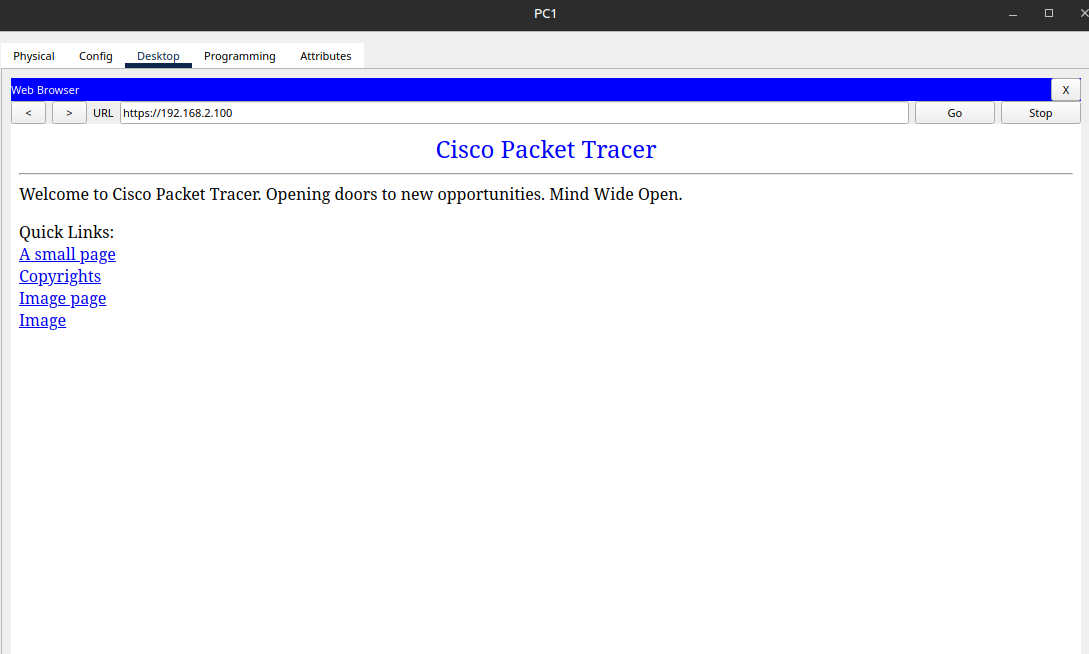 PC1
Physical Config Desktop Programming Attributes
Web Browser X
< > URL https://192.168.2.100 Go Stop
Cisco Packet Tracer
Welcome to Cisco Packet Tracer. Opening doors to new opportunities. Mind Wide Open.
Quick Links:
A small page
Copyrights
Image page
Image